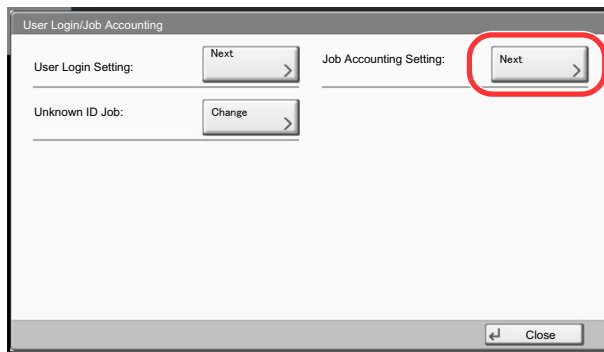 User Login/Job Accounting
User Login Setting:
Next
Job Accounting Setting:
Next
Unknown ID Job:
Change
Close